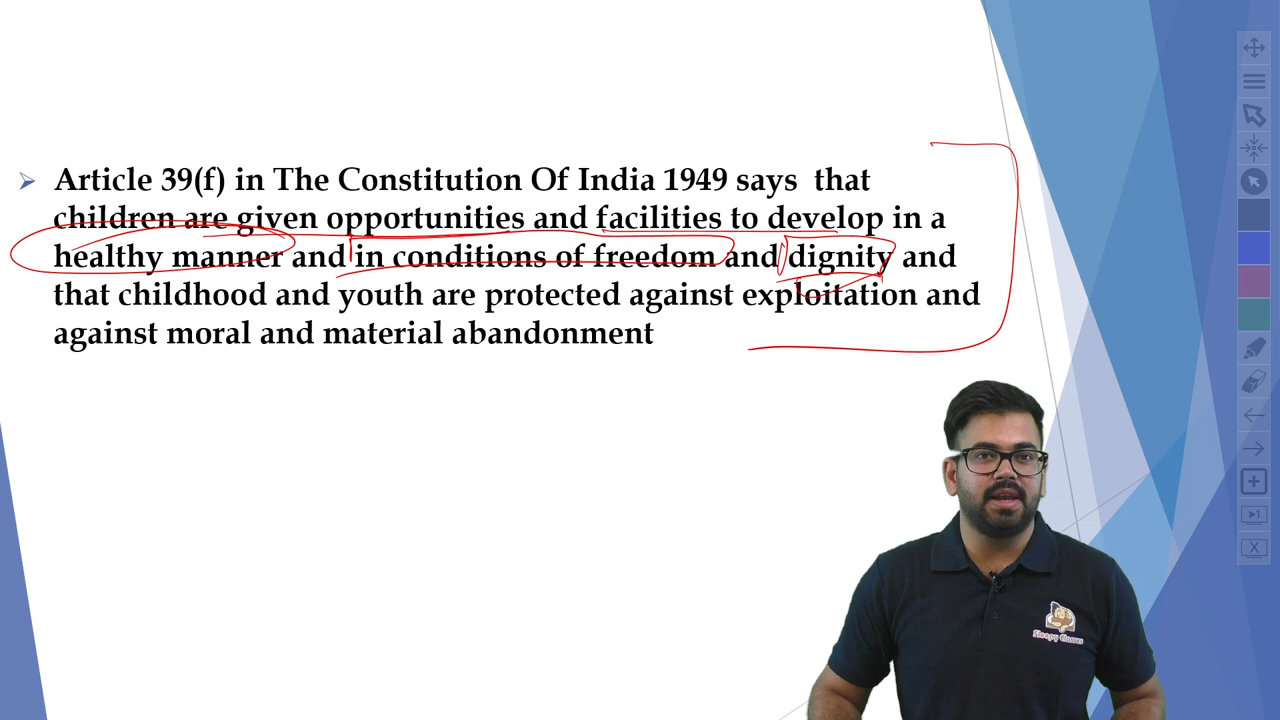 Article 39(f) in The Constitution Of India 1949 says that
children are given opportunities and facilities to develop in a
healthy manner and in conditions of freedom and dignity and
that childhood and youth are protected against exploitation and
against moral and material abandonment
Sleepy Classes